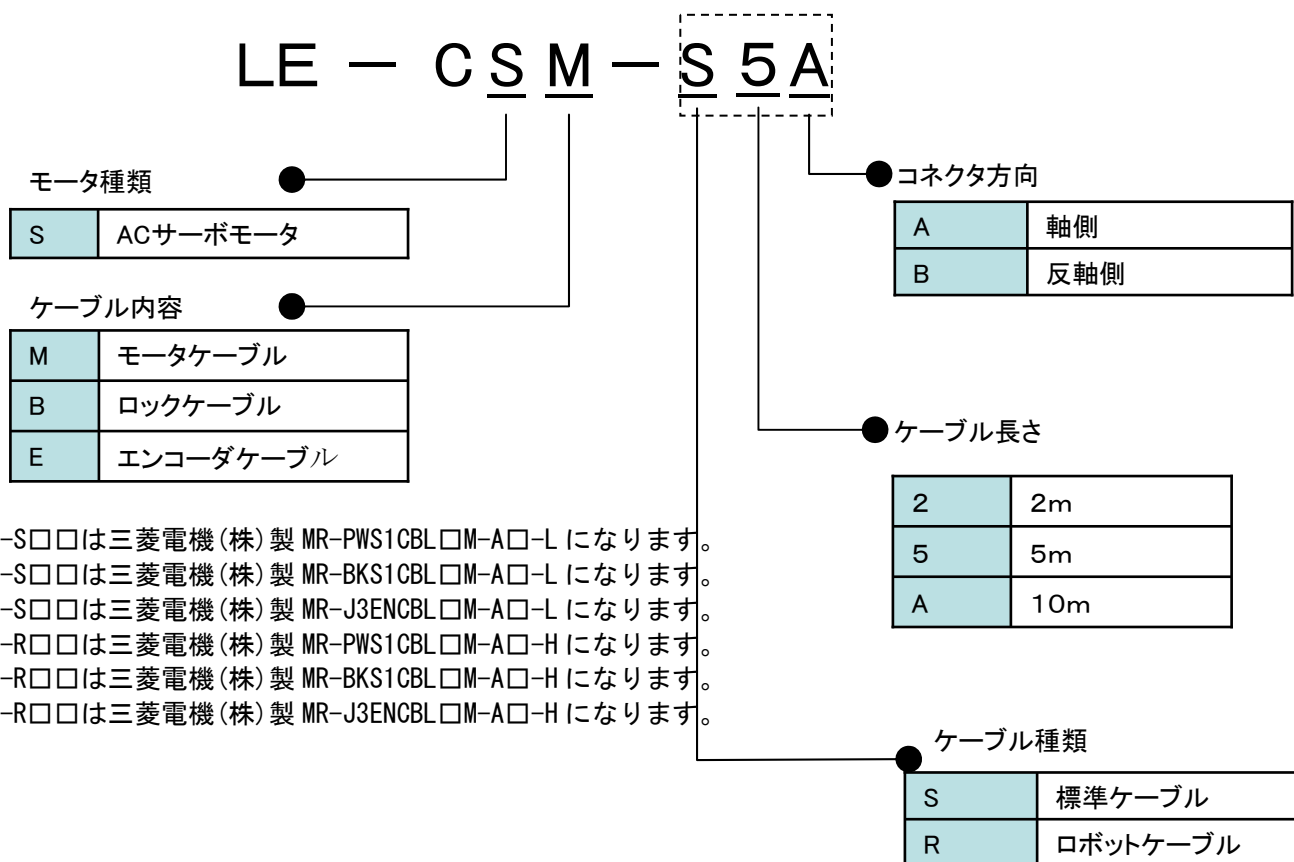 LE － CSM－S５A
モータ種類
S ACサーボモータ
ケーブル内容
M モータケーブル
B ロックケーブル
E エンコーダケーブル
コネクタ方向
A 軸側
B 反軸側
ケーブル長さ
2 2m
5 5m
A 10m
-S□□は三菱電機(株)製 MR-PWS1CBL□M-A□-L になります。
-S□□は三菱電機(株)製 MR-BKS1CBL□M-A□-L になります。
-S□□は三菱電機(株)製 MR-J3ENCBL□M-A□-L になります。
-R□□は三菱電機(株)製 MR-PWS1CBL□M-A□-H になります。
-R□□は三菱電機(株)製 MR-BKS1CBL□M-A□-H になります。
-R□□は三菱電機(株)製 MR-J3ENCBL□M-A□-H になります。
ケーブル種類
S 標準ケーブル
R ロボットケーブル